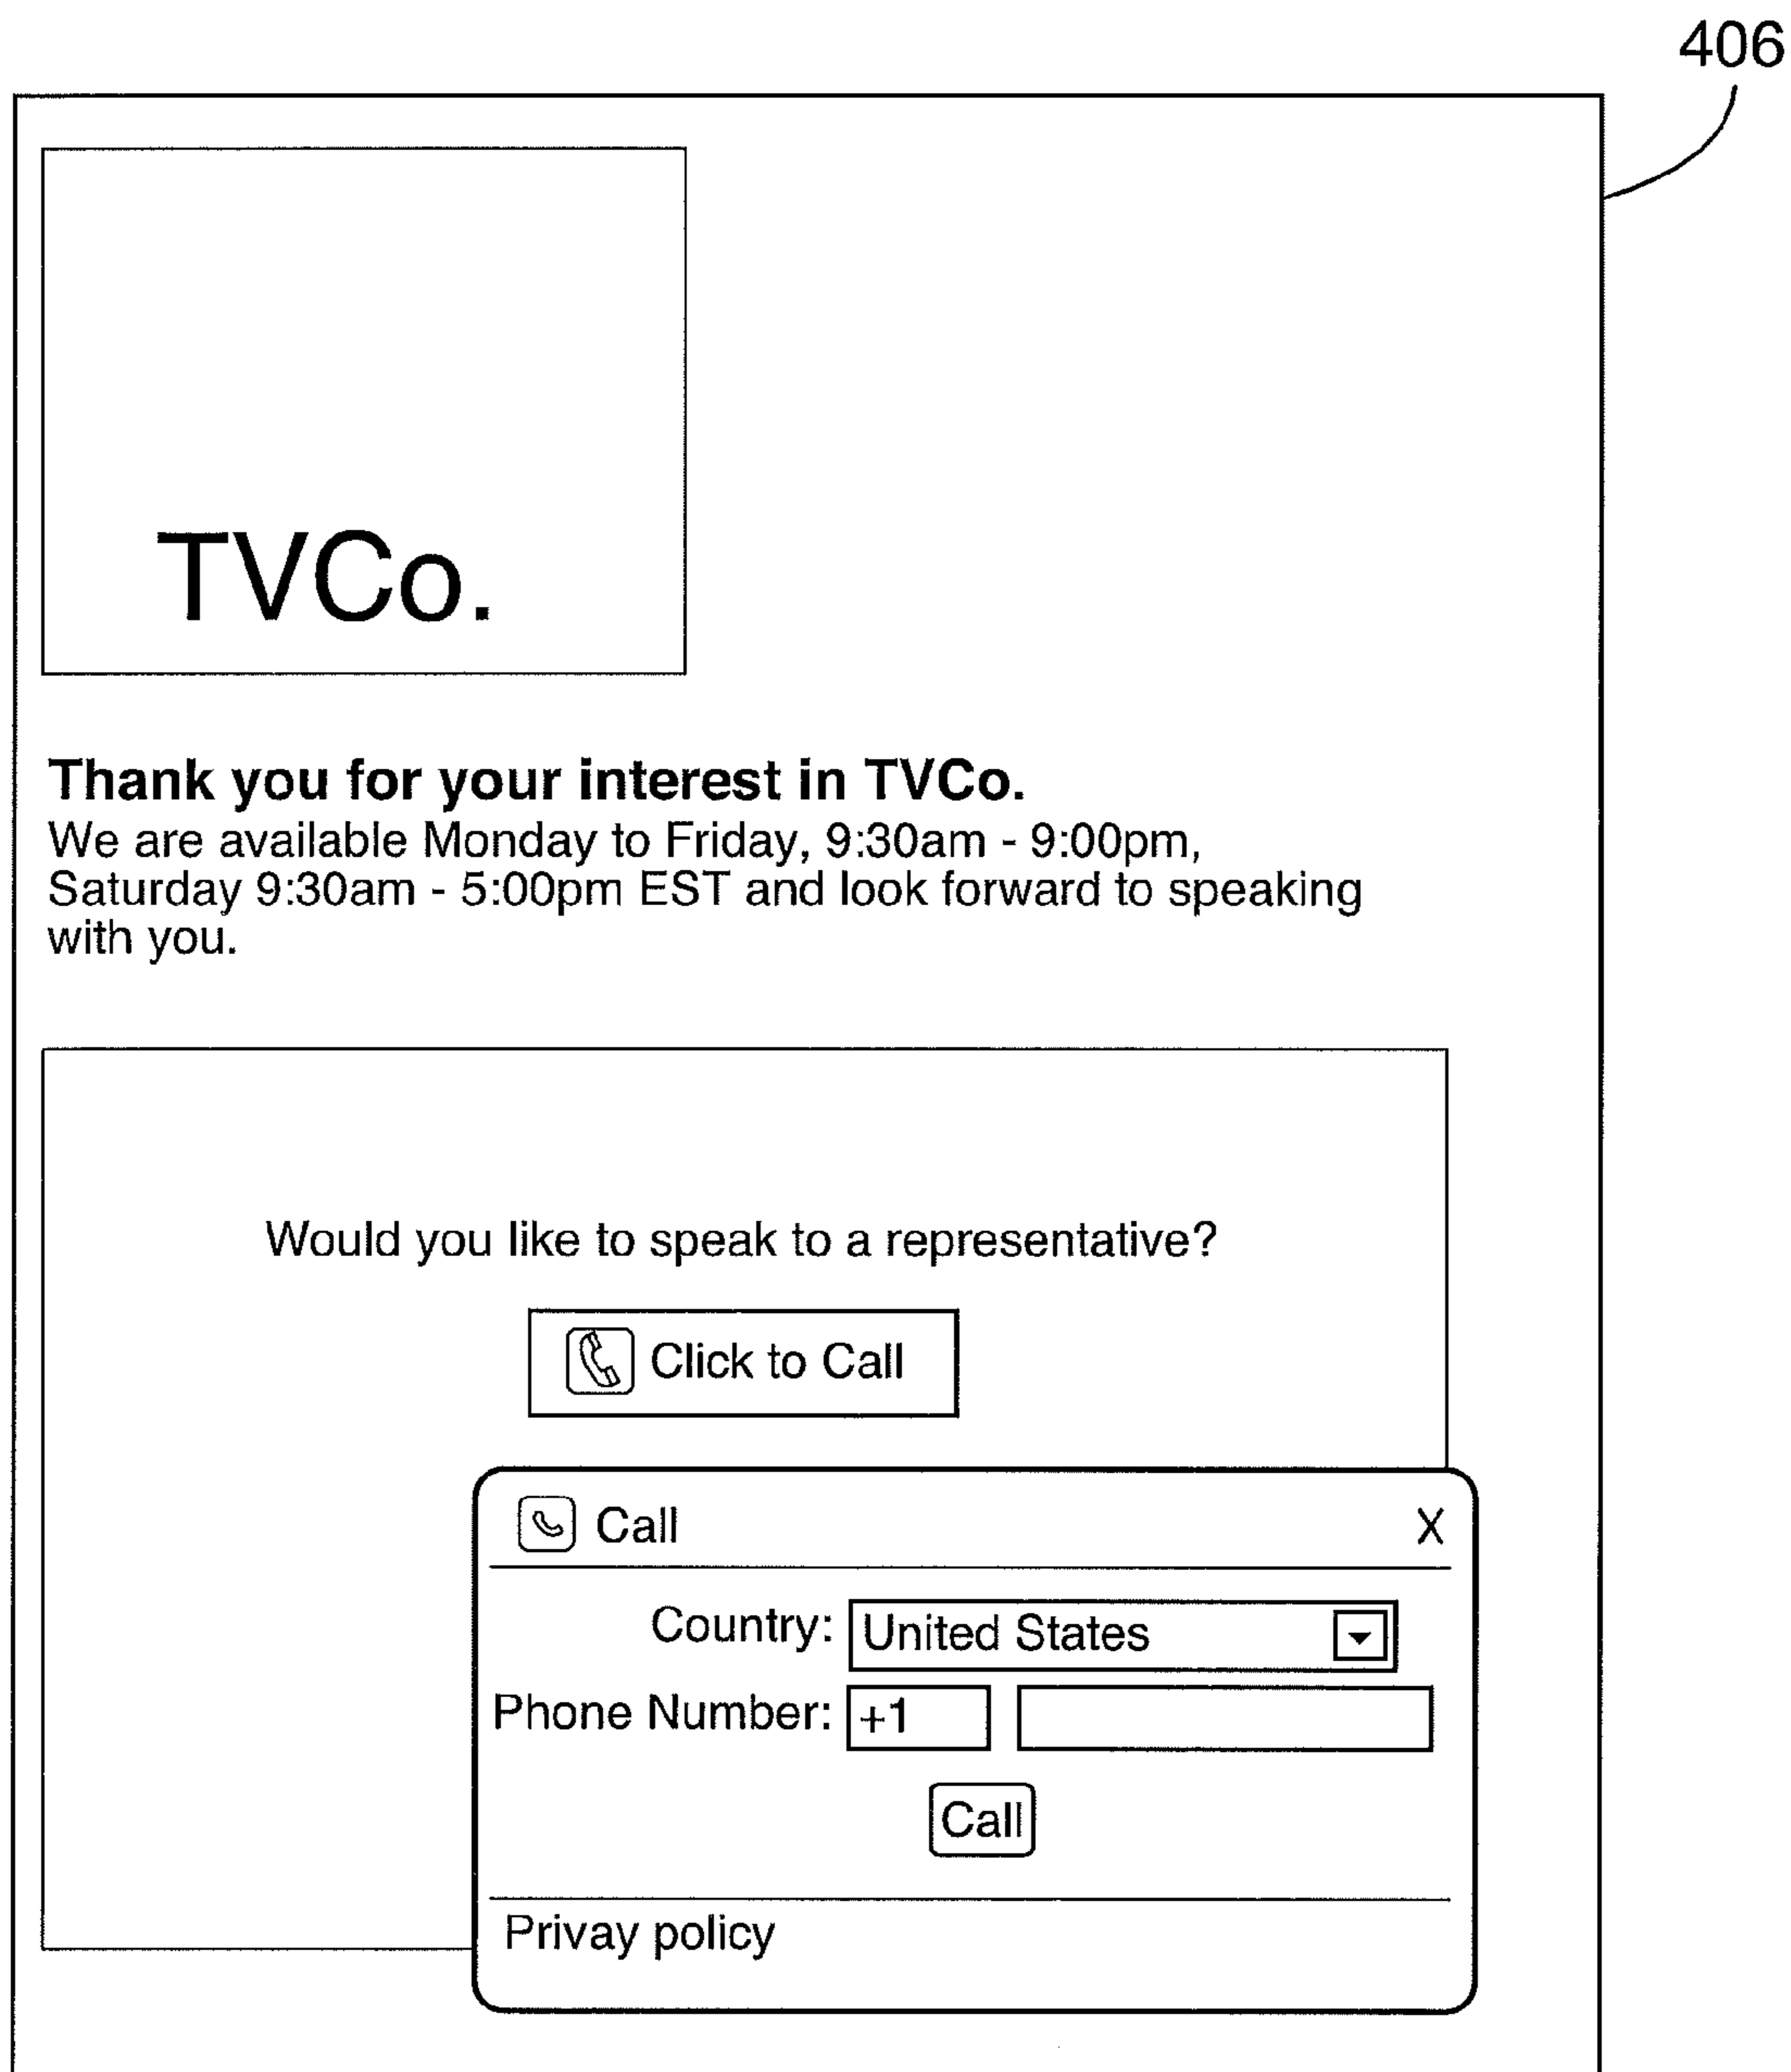 406
TVCo.
Thank you for your interest in TVCo.
We are available Monday to Friday, 9:30am - 9:00pm,
Saturday 9:30am - 5:00pm EST and look forward to speaking
with you.
Would you like to speak to a representative?
Click to Call
Call X
Country: United States
Phone Number: +1
Call
Privay policy